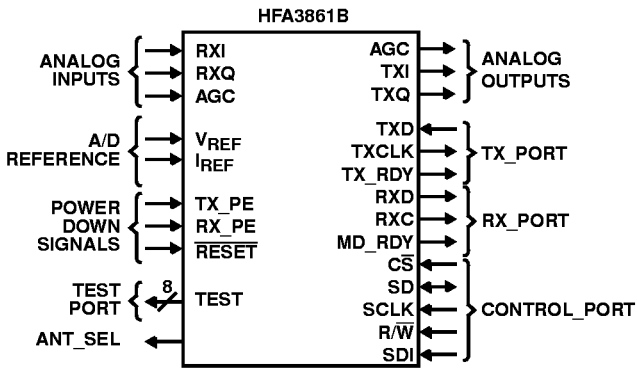 HFA3861B
ANALOG
INPUTS
RXI
RXQ
AGC
A/D
REFERENCE
VREF
IREF
POWER
DOWN
SIGNALS
TX_PE
RX_PE
RESET
TEST
PORT
8
TEST
ANT_SEL
AGC
TXI
TXQ
ANALOG
OUTPUTS
TXD
TXCLK
TX_RDY
TX_PORT
RXD
RXC
MD_RDY
RX_PORT
CS
SD
SCLK
R/W
SDI
CONTROL_PORT